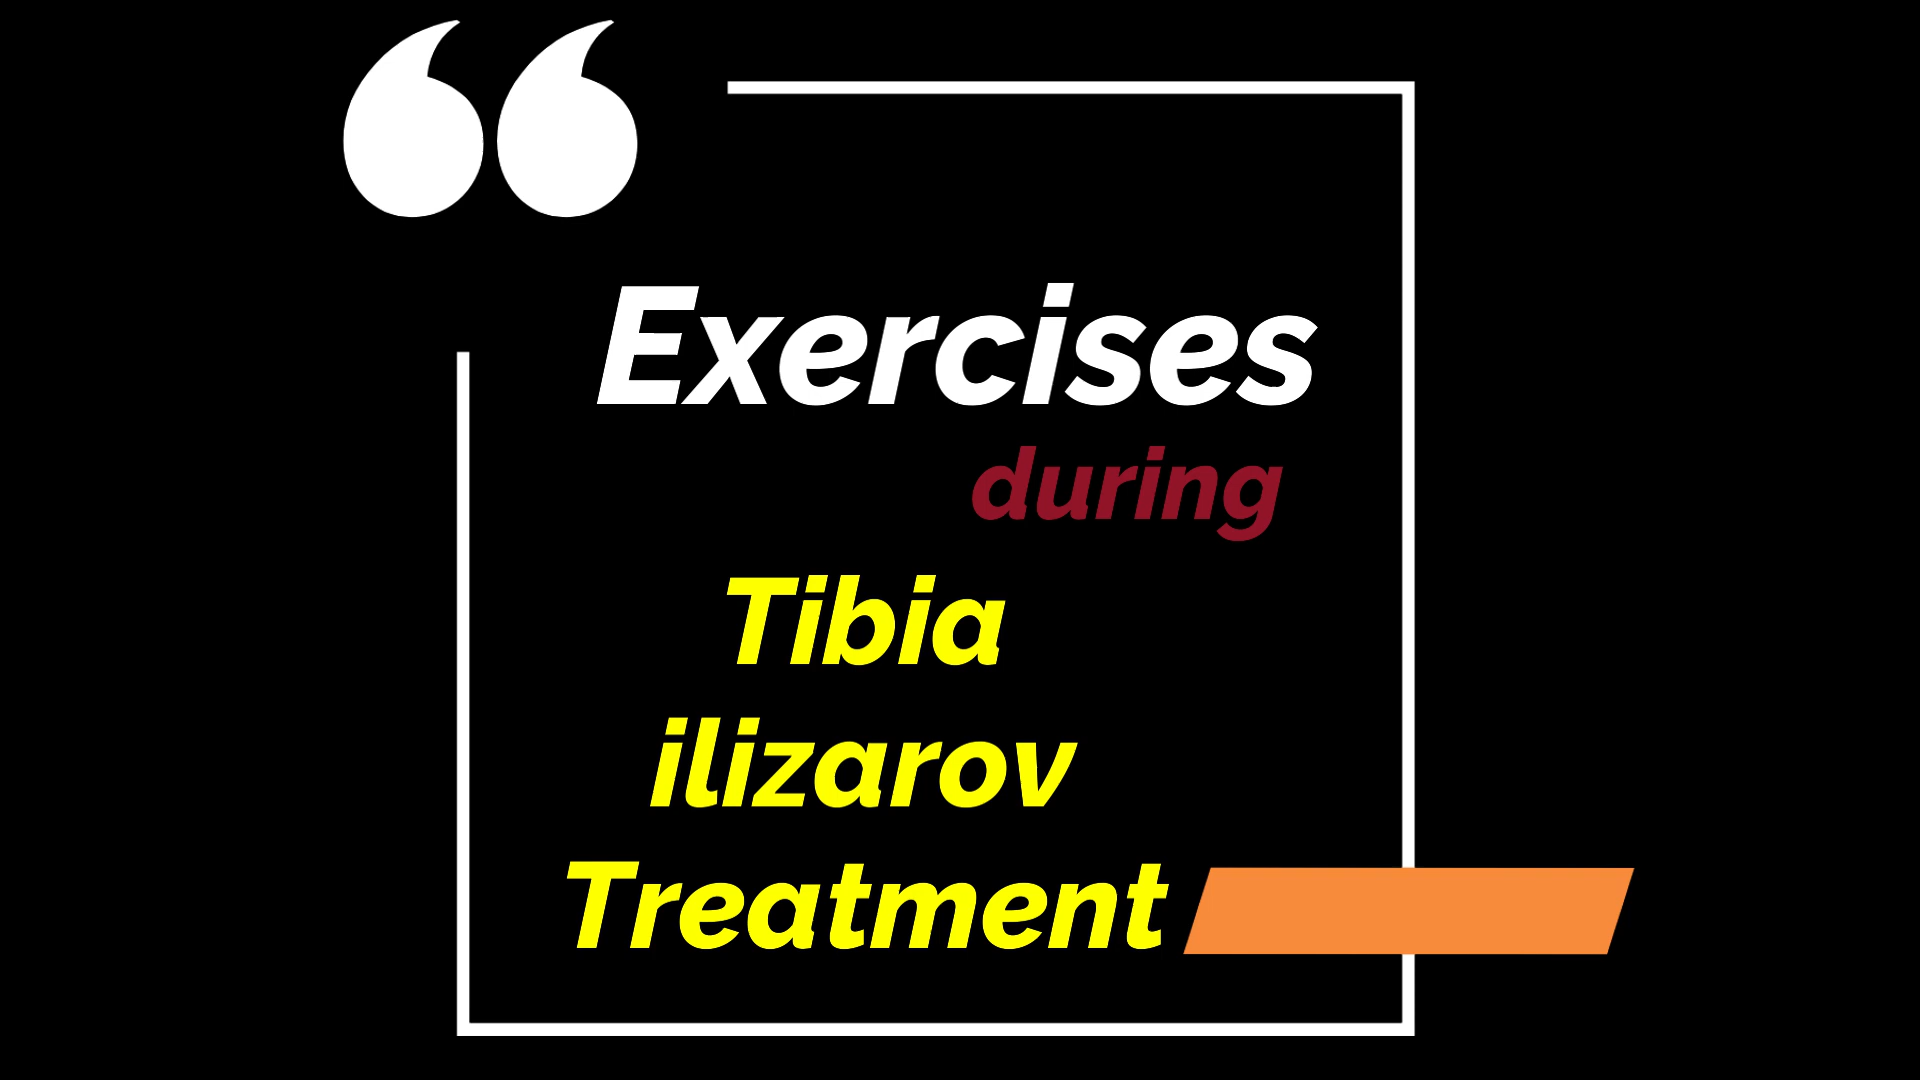 Exercises
during
Tibia
ilizarov
Treatment